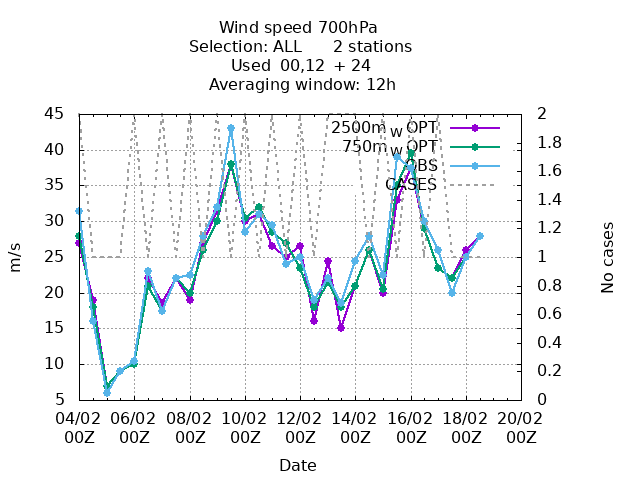 Wind speed 700hPa
Selection: ALL 2 stations
Used 00,12 + 24
Averaging window: 12h
2500m_w OPT
750m_w OPT
OBS
CASES
45
40
35
30
25
20
15
10
5
m/s
2
1.8
1.6
1.4
1.2
1
0.8
0.6
0.4
0.2
0
No cases
04/02 06/02 08/02 10/02 12/02 14/02 16/02 18/02 20/02
00Z 00Z 00Z 00Z 00Z 00Z 00Z 00Z 00Z
Date